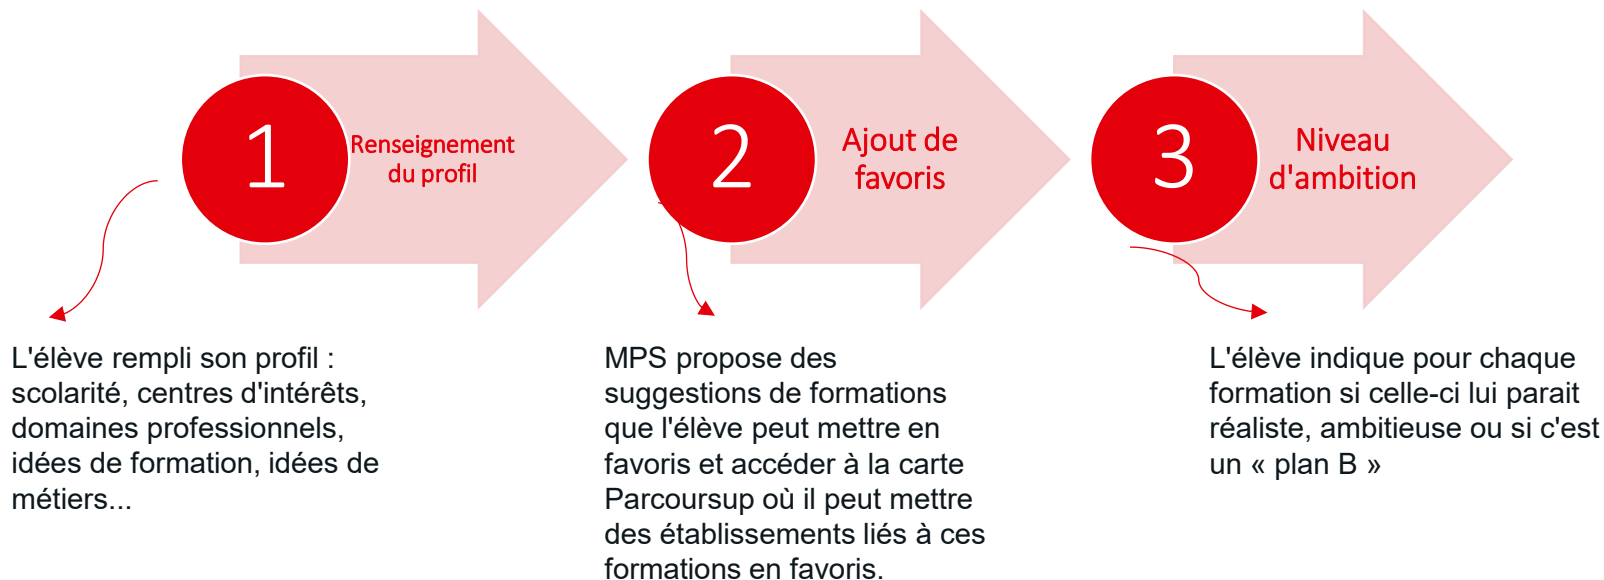 1
Renseignement
du profil
2
Ajout de
favoris
3
Niveau
d'ambition
L'élève rempli son profil :
scolarité, centres d'intérêts,
domaines professionnels,
idées de formation, idées de
métiers...
MPS propose des
suggestions de formations
que l'élève peut mettre en
favoris et accéder à la carte
Parcoursup où il peut mettre
des établissements liés à ces
formations en favoris.
L'élève indique pour chaque
formation si celle-ci lui parait
réaliste, ambitieuse ou si c'est
un « plan B »